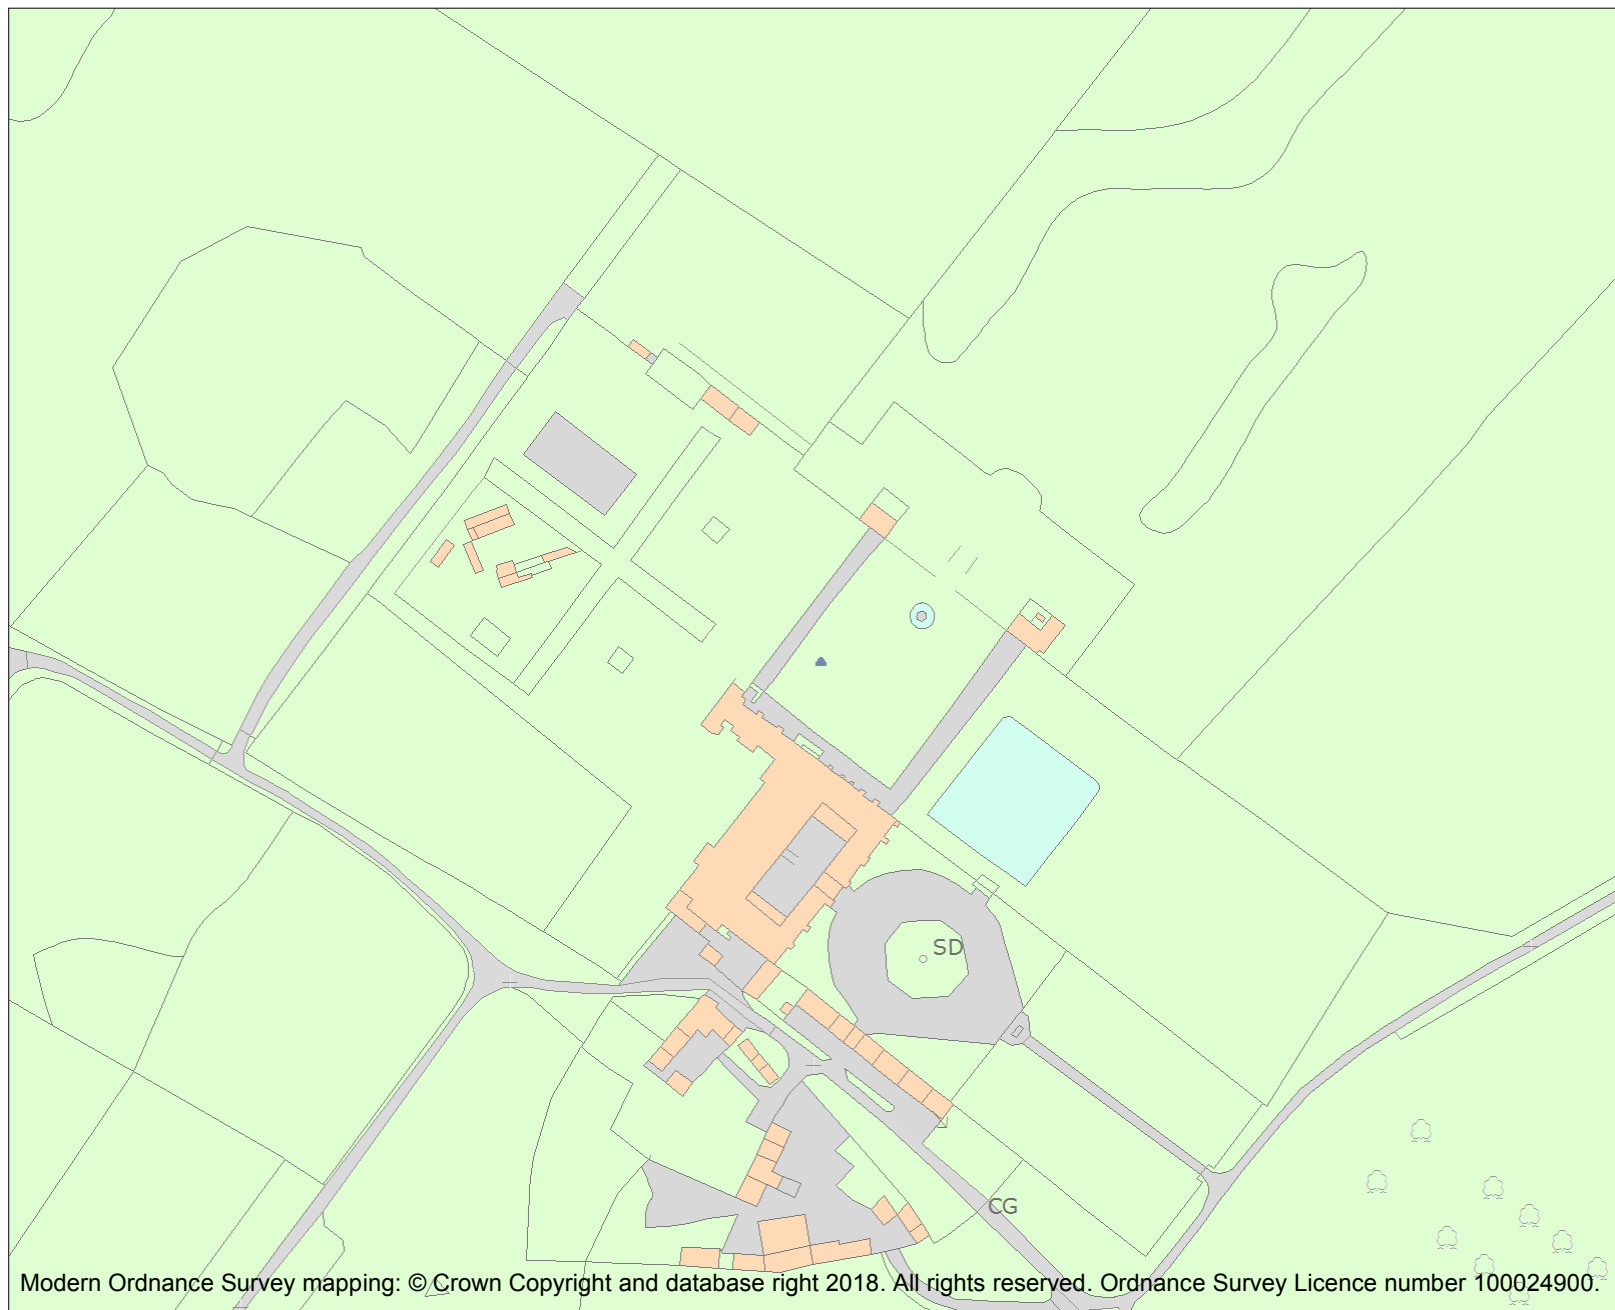 SD
CG
Modern Ordnance Survey mapping: © Crown Copyright and database right 2018. All rights reserved. Ordnance Survey Licence number 100024900.